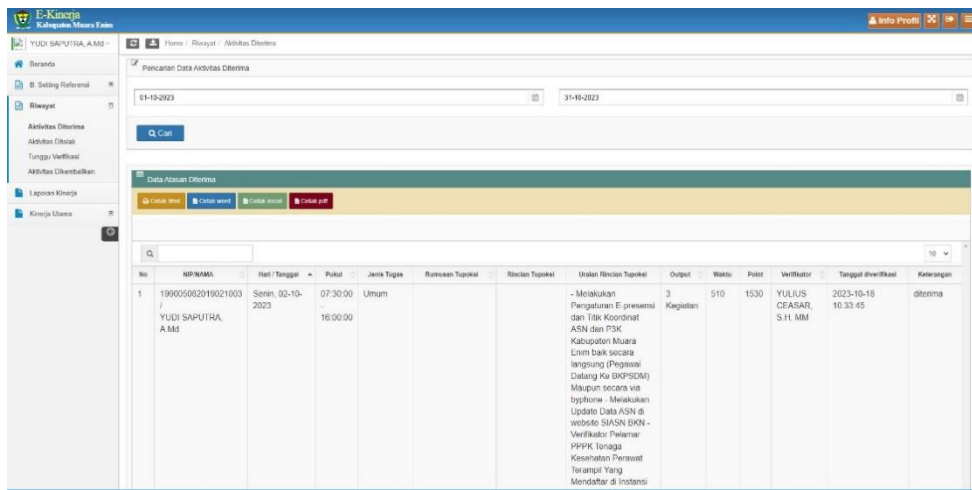 E-Kinerja
Kabupaten Muara Enim
Info Profil
YUDI SAPUTRA, A.Md
Home / Riwayat / Aktivitas Diterima
Beranda
B. Setting Referensi
Riwayat
Aktivitas Diterima
Aktivitas Ditolak
Tunggu Verifikasi
Aktivitas Dikembalikan
Laporan Kinerja
Kinerja Utama
Pencarian Data Aktivitas Diterima
01-10-2023
31-10-2023
Cari
Data Atasan Diterima
Cetak html
Cetak word
Cetak excel
Cetak pdf
10
No NIP/NAMA Hari / Tanggal Pukul Jenis Tugas Rumusan Tupoksi Rincian Tupoksi Uraian Rincian Tupoksi Output Waktu Point Verifikator Tanggal diverifikasi Keterangan
1
199005082019021003
/
YUDI SAPUTRA,
A.Md
Senin, 02-10-
2023
07:30:00
-
16:00:00
Umum
- Melakukan
Pengaturan E.presensi
dan Titik Koordinat
ASN dan P3K
Kabupaten Muara
Enim baik secara
langsung (Pegawai
Datang Ke BKPSDM)
Maupun secara via
byphone - Melakukan
Update Data ASN di
website SIASN BKN -
Verifikator Pelamar
PPPK Tenaga
Kesehatan Perawat
Terampil Yang
Mendaftar di Instansi
3
Kegiatan
510
1530
YULIUS
CEASAR,
S.H. MM
2023-10-18
10:33:45
diterima